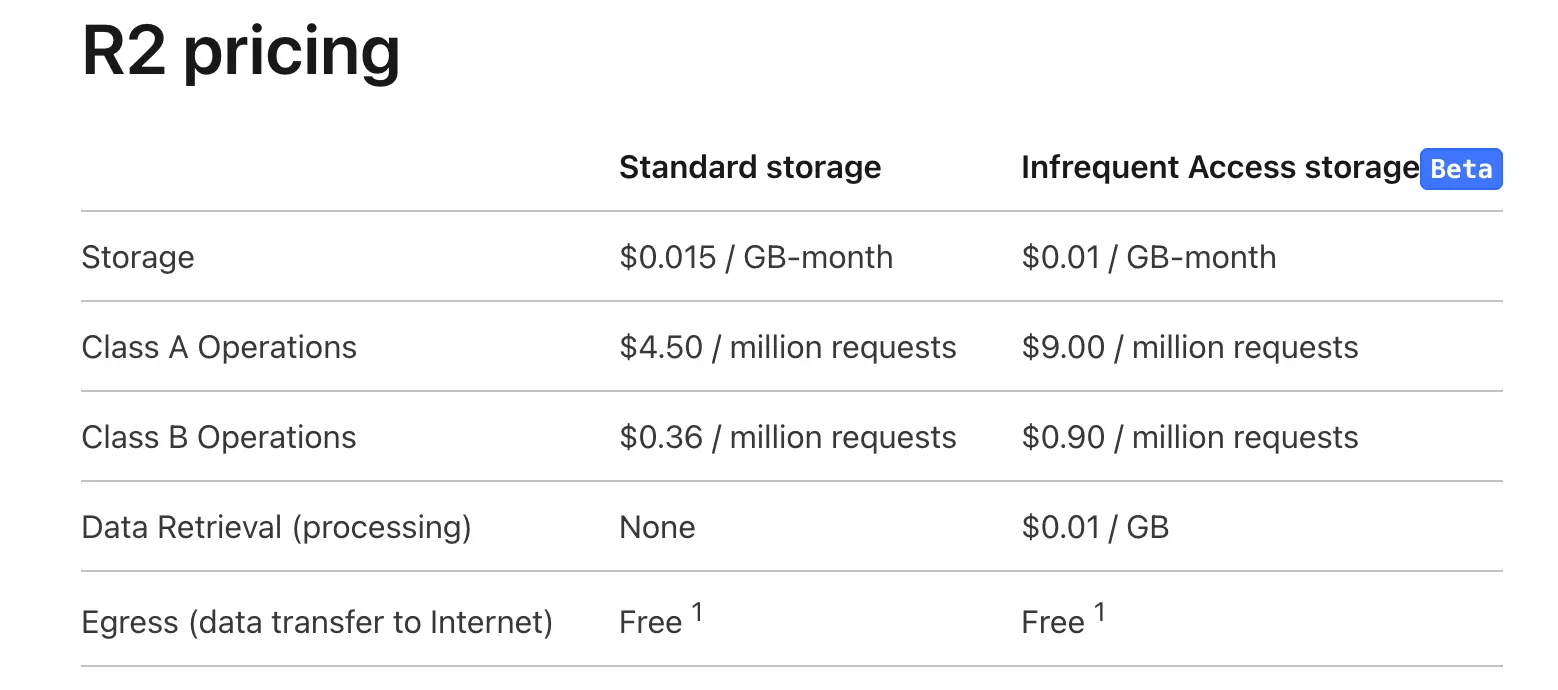 R2 pricing
Standard storage Infrequent Access storage Beta
Storage $0.015 / GB-month $0.01 / GB-month
Class A Operations $4.50 / million requests $9.00 / million requests
Class B Operations $0.36 / million requests $0.90 / million requests
Data Retrieval (processing) None $0.01 / GB
Egress (data transfer to Internet) Free 1 Free 1